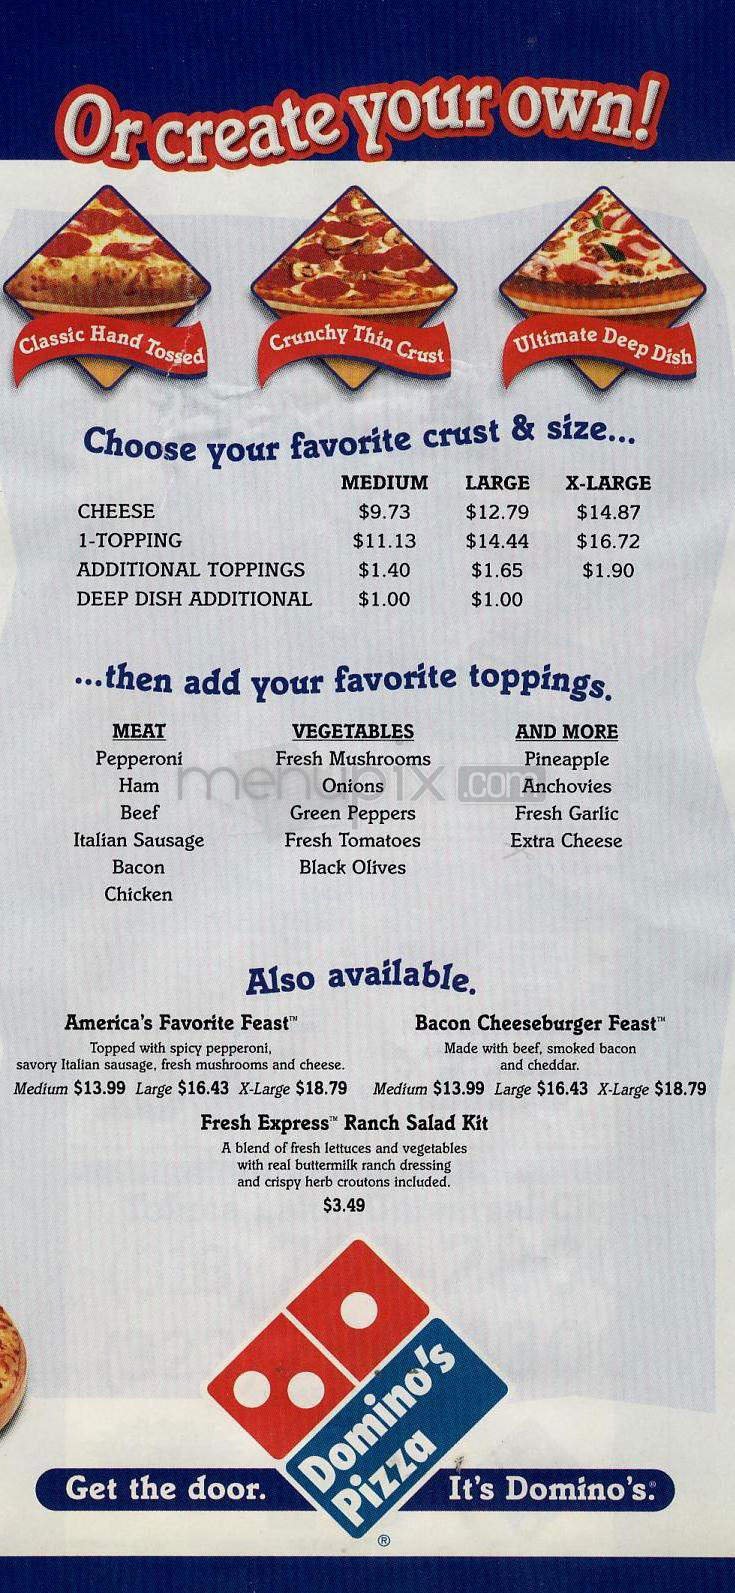 Or create your own!
Classic Hand Tossed
Crunchy Thin Crust
Ultimate Deep Dish
Choose your favorite crust & size...
MEDIUM LARGE X-LARGE
CHEESE $9.73 $12.79 $14.87
1-TOPPING $11.13 $14.44 $16.72
ADDITIONAL TOPPINGS $1.40 $1.65 $1.90
DEEP DISH ADDITIONAL $1.00 $1.00
...then add your favorite toppings.
MEAT VEGETABLES AND MORE
Pepperoni Fresh Mushrooms Pineapple
menupix.com
Ham Onions Anchovies
Beef Green Peppers Fresh Garlic
Italian Sausage Fresh Tomatoes Extra Cheese
Bacon Black Olives
Chicken
Also available.
America's Favorite Feast™
Topped with spicy pepperoni,
savory Italian sausage, fresh mushrooms and cheese.
Medium $13.99 Large $16.43 X-Large $18.79
Bacon Cheeseburger Feast™
Made with beef, smoked bacon
and cheddar.
Medium $13.99 Large $16.43 X-Large $18.79
Fresh Express™ Ranch Salad Kit
A blend of fresh lettuces and vegetables
with real buttermilk ranch dressing
and crispy herb croutons included.
$3.49
Domino's
Pizza
®
Get the door. It's Domino's.®